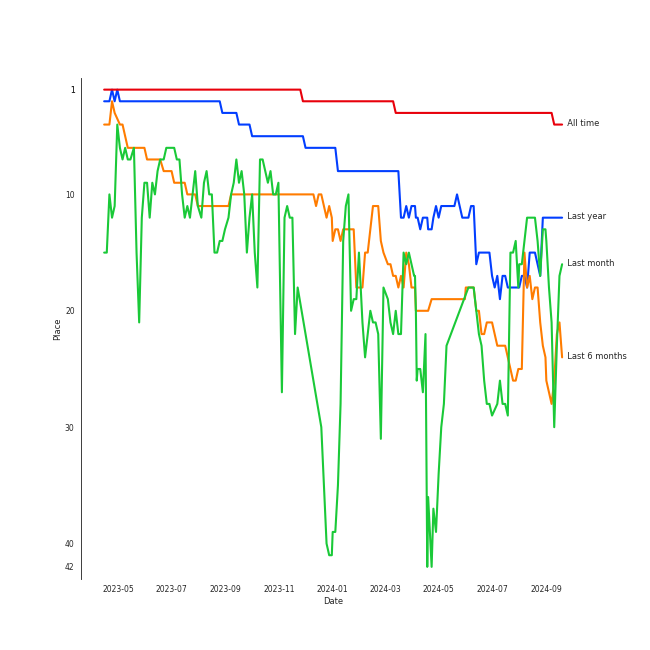 1
10
20
30
40
42
Place
2023-05
2023-07
2023-09
2023-11
2024-01
2024-03
2024-05
2024-07
2024-09
Date
All time
Last year
Last month
Last 6 months